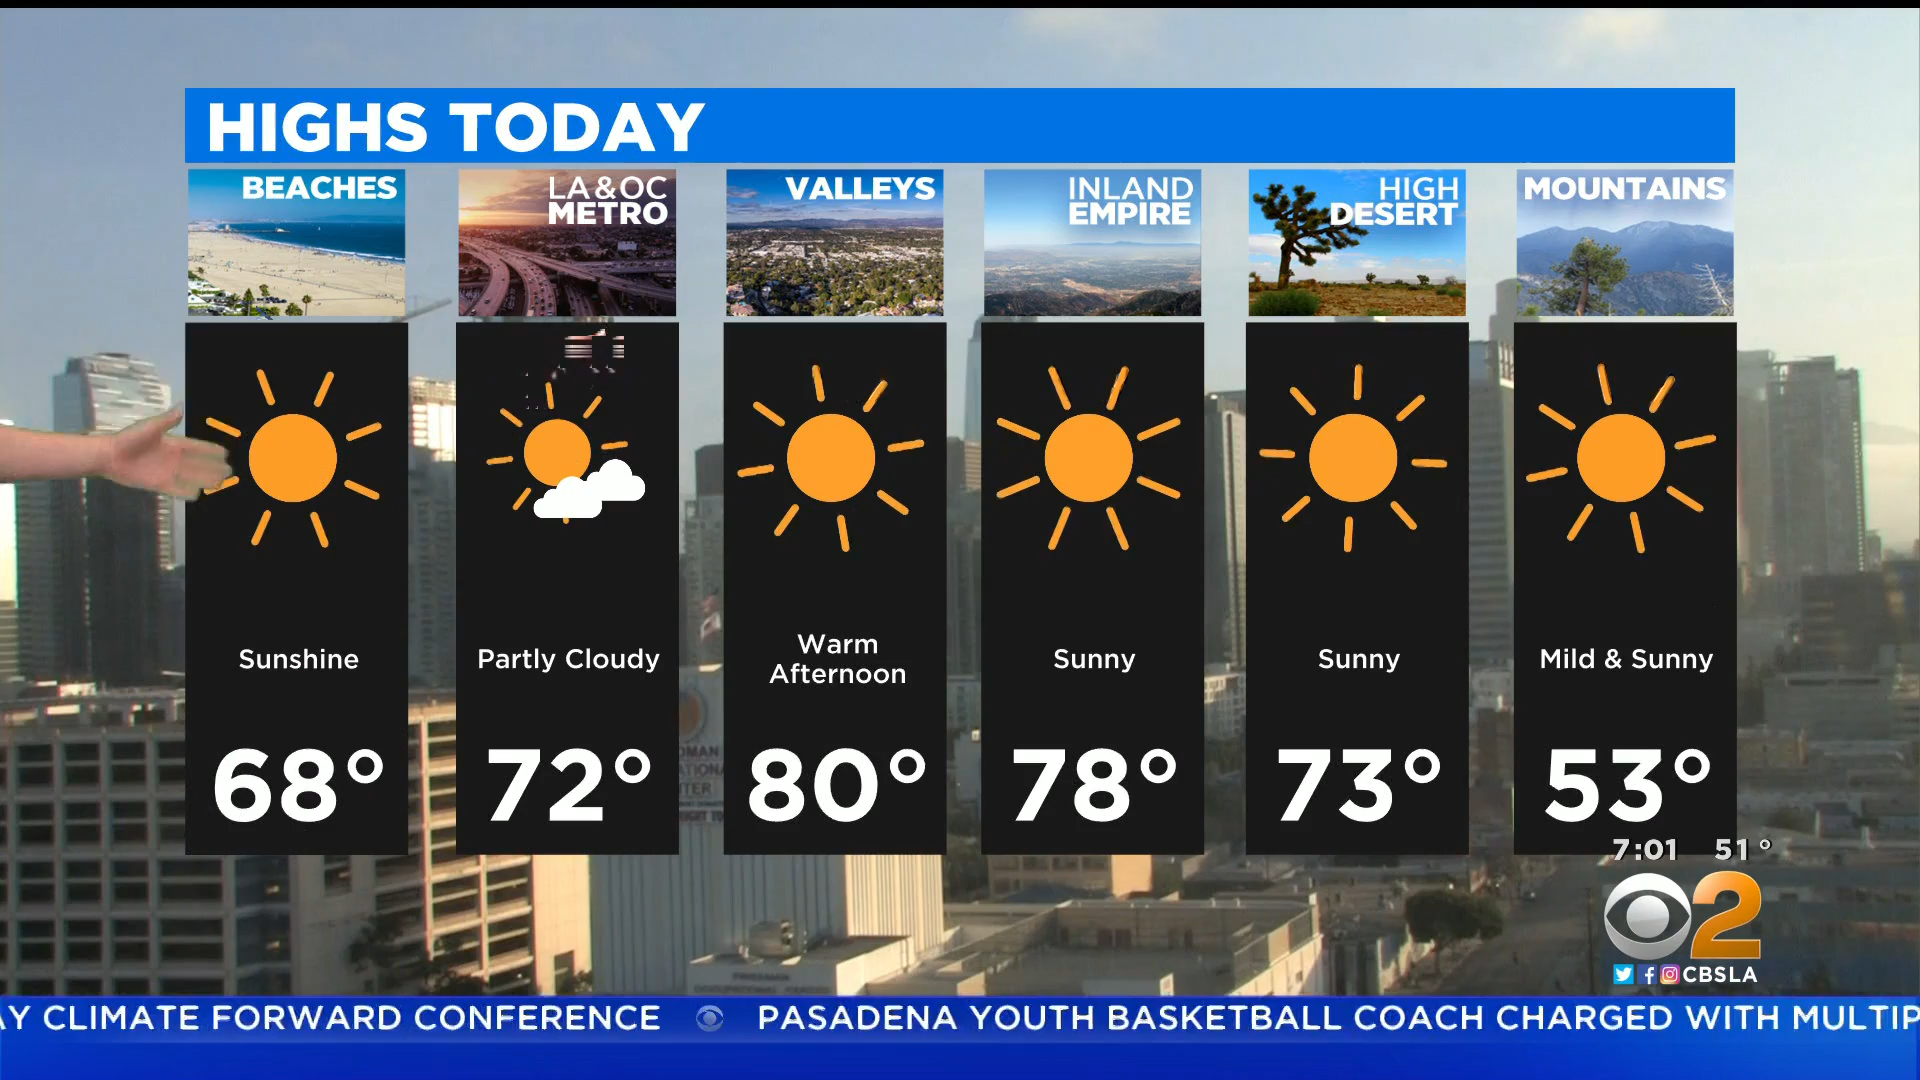 HIGHS TODAY
BEACHES
LA & OC
METRO
VALLEYS
INLAND
EMPIRE
HIGH
DESERT
MOUNTAINS
Sunshine
Partly Cloudy
Warm
Afternoon
Sunny
Sunny
Mild & Sunny
68°
72°
80°
78°
73°
53°
7:01 51°
2
CBSLA
AY CLIMATE FORWARD CONFERENCE PASADENA YOUTH BASKETBALL COACH CHARGED WITH MULTIP